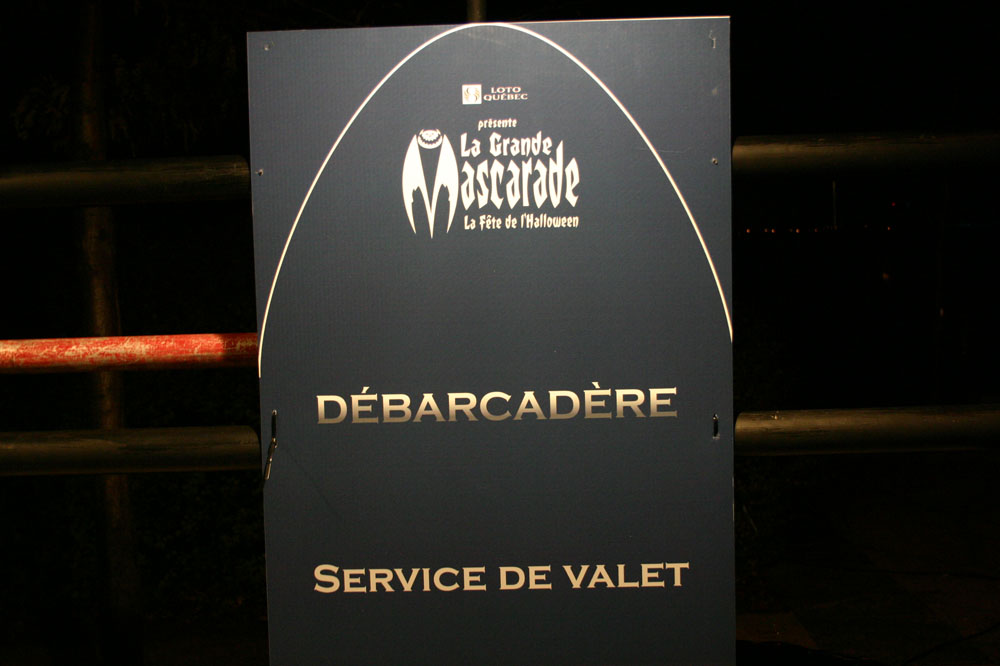 LOTO
QUÉBEC
présente
La Grande
Mascarade
La Fête de l'Halloween
DÉBARCADÈRE
SERVICE DE VALET